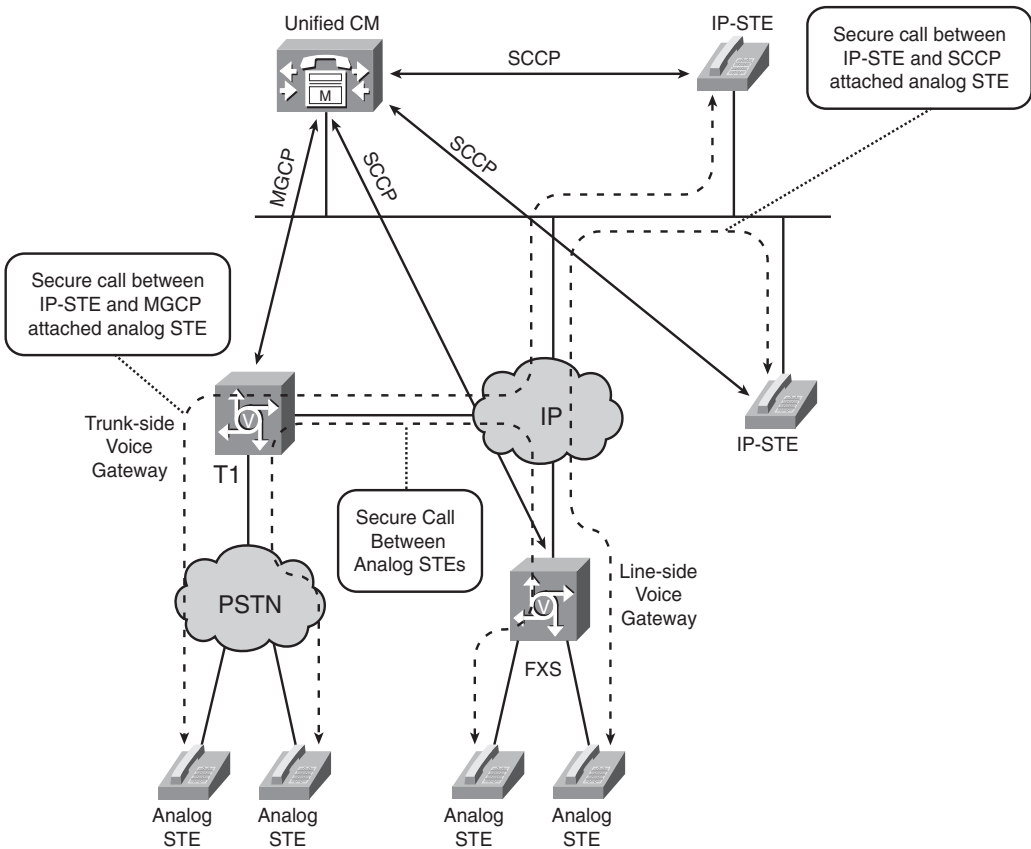 Unified CM
M
IP-STE
Secure call between
IP-STE and SCCP
attached analog STE
SCCP
MGCP
SCCP
SCCP
Secure call between
IP-STE and MGCP
attached analog STE
Trunk-side
Voice
Gateway
V
T1
IP
IP-STE
Secure Call
Between
Analog STEs
PSTN
V
Line-side
Voice
Gateway
FXS
Analog
STE
Analog
STE
Analog
STE
Analog
STE